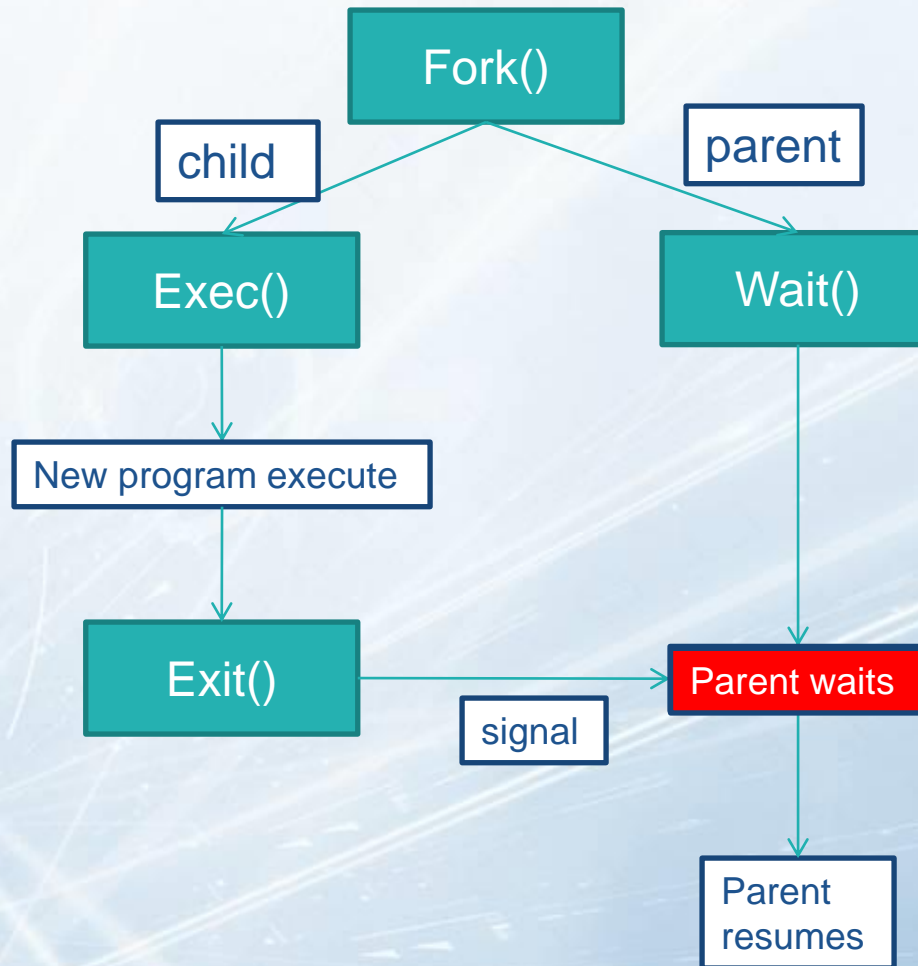 Fork()
child
parent
Exec()
Wait()
New program execute
Exit()
signal
Parent waits
Parent
resumes